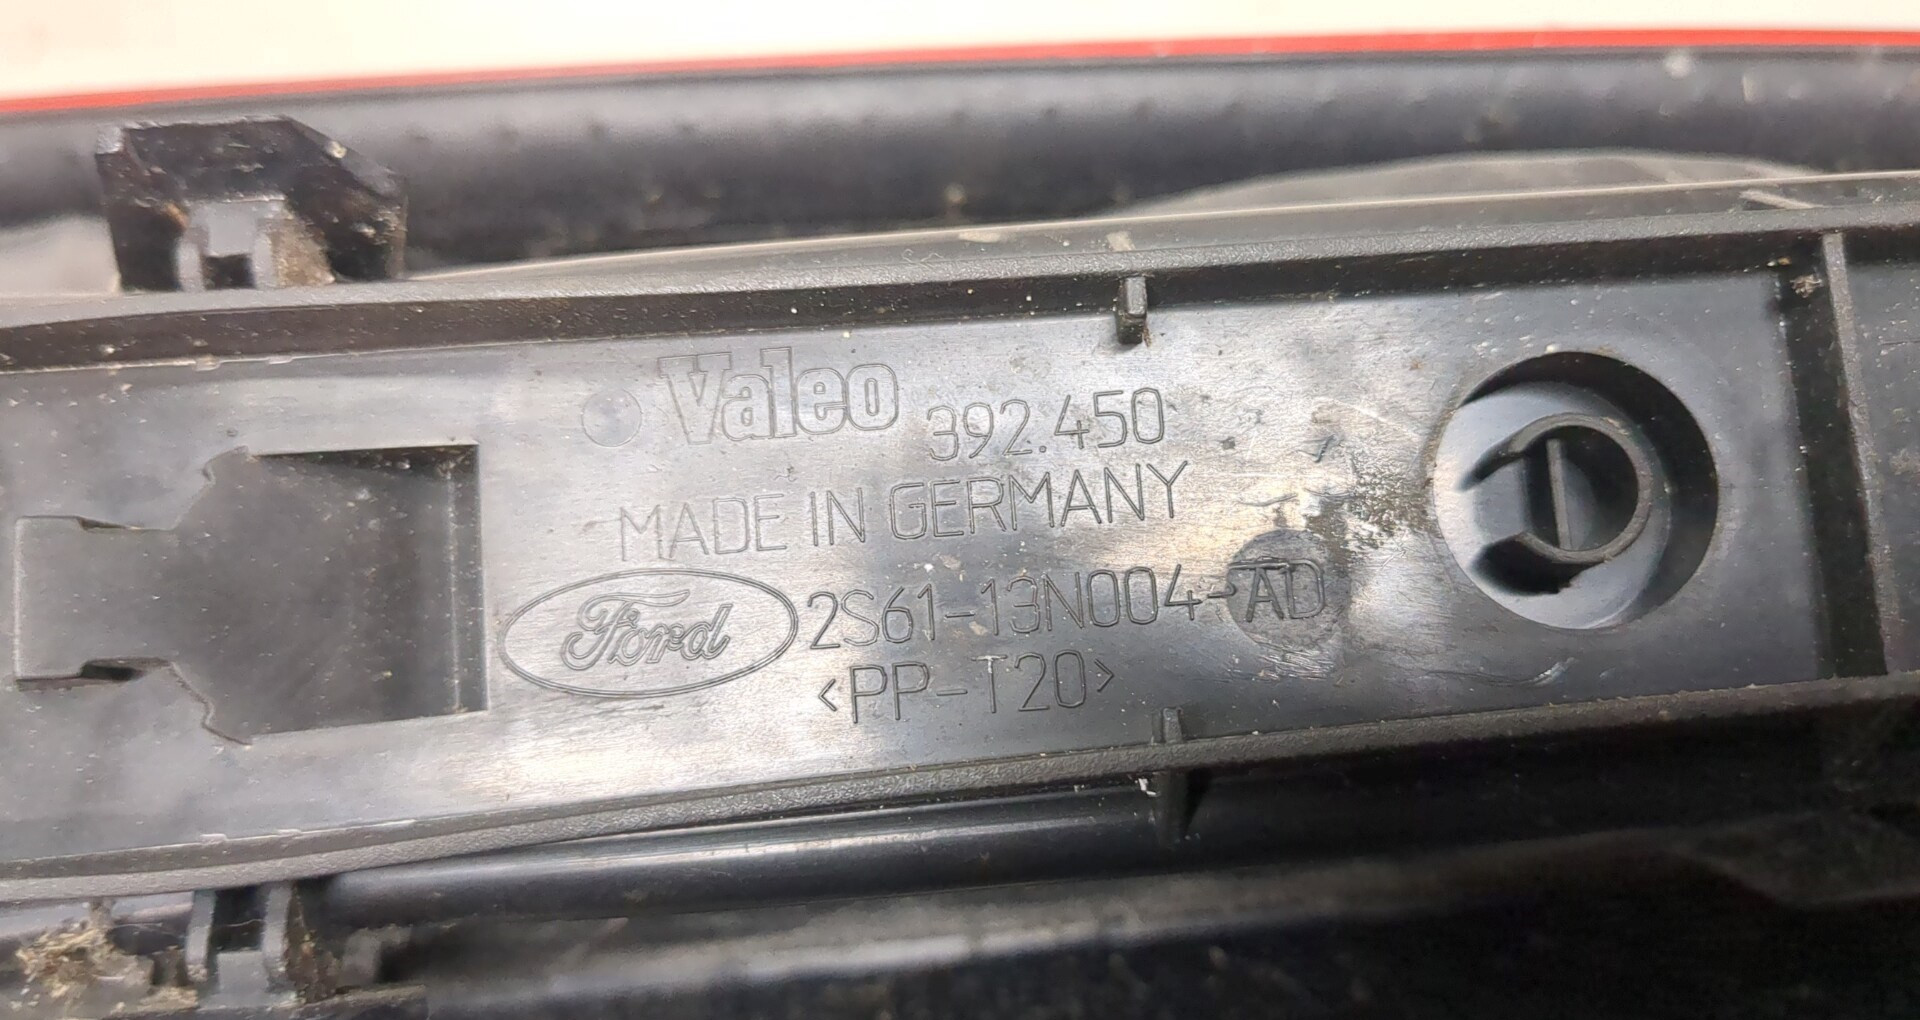 Valeo 392.450
MADE IN GERMANY
Ford 2S61-13N004-AD
<PP-T20>